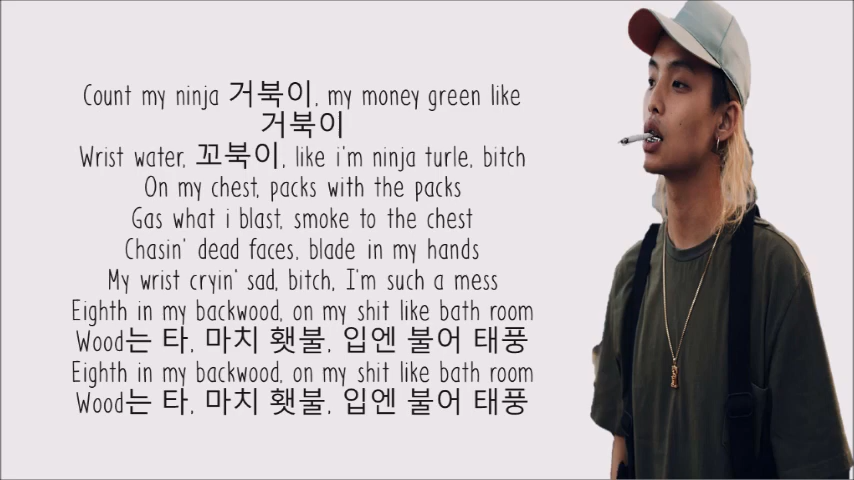 Count my ninja 거북이, my money green like
거북이
Wrist water, 꼬북이, like i'm ninja turle, bitch
On my chest, packs with the packs
Gas what i blast, smoke to the chest
Chasin' dead faces, blade in my hands
My wrist cryin' sad, bitch, I'm such a mess
Eighth in my backwood, on my shit like bath room
Wood는 타, 마치 횃불, 입엔 불어 태풍
Eighth in my backwood, on my shit like bath room
Wood는 타, 마치 횃불, 입엔 불어 태풍